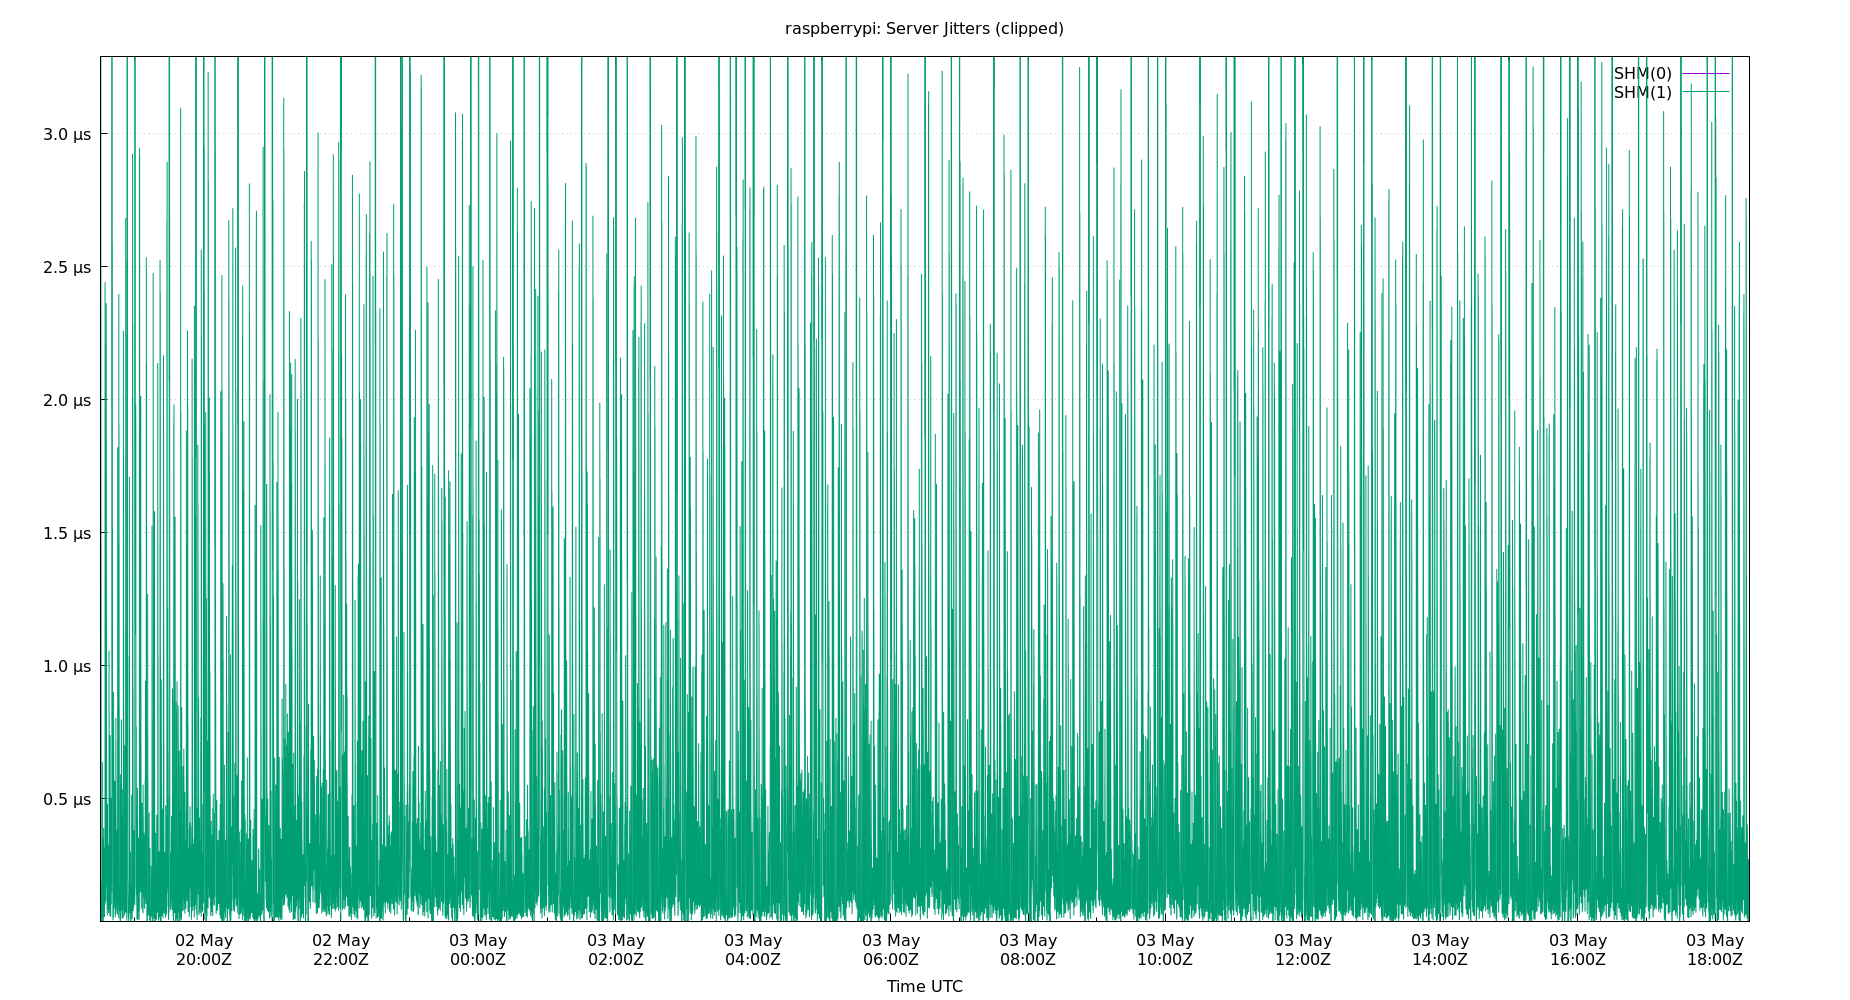 raspberrypi: Server Jitters (clipped)
SHM(0)
SHM(1)
3.0 µs
2.5 µs
2.0 µs
1.5 µs
1.0 µs
0.5 µs
02 May 02 May 03 May 03 May 03 May 03 May 03 May 03 May 03 May 03 May 03 May 03 May
20:00Z 22:00Z 00:00Z 02:00Z 04:00Z 06:00Z 08:00Z 10:00Z 12:00Z 14:00Z 16:00Z 18:00Z
Time UTC